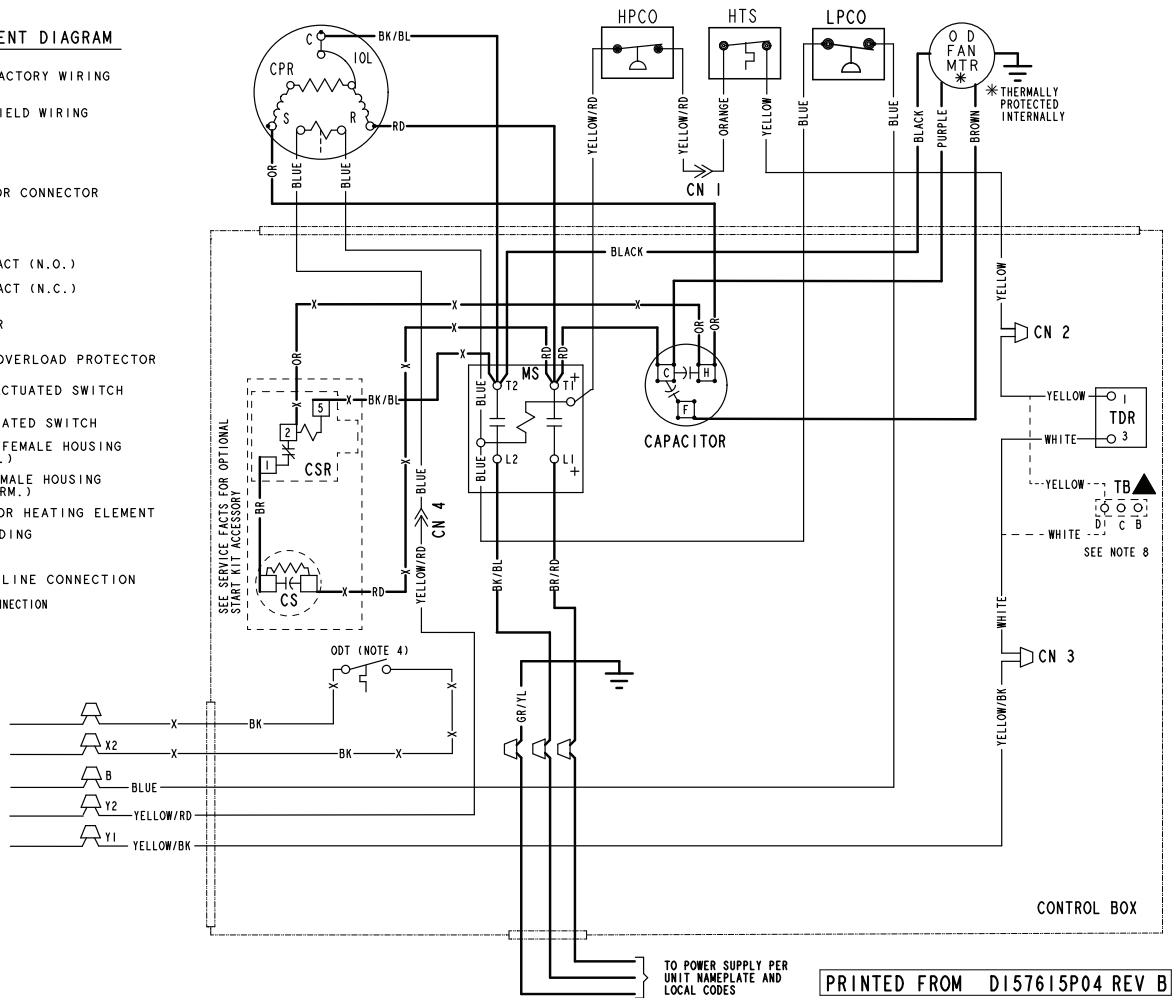 ENT DIAGRAM
ACTORY WIRING
IELD WIRING
OR CONNECTOR
ACT (N.O.)
ACT (N.C.)
R
OVERLOAD PROTECTOR
CTUATED SWITCH
ATED SWITCH
FEMALE HOUSING
.)
MALE HOUSING
RM.)
OR HEATING ELEMENT
DING
LINE CONNECTION
NNECTION
C
BK/BL
IOL
CPR
S
R
RD
OR
BLUE
BLUE
HPCO
HTS
LPCO
YELLOW/RD
YELLOW/RD
ORANGE
YELLOW
BLUE
BLUE
CN 1
O D
FAN
MTR
*
* THERMALLY
PROTECTED
INTERNALLY
BLACK
PURPLE
BROWN
BLACK
YELLOW
CN 2
X
X
X
OR
OR
OR
X
X
X
RD
RD
MS
T2
T1
+
BLUE
BLUE
L2
L1
+
C
H
F
CAPACITOR
YELLOW
1
TDR
WHITE
3
YELLOW
TB
D C B
WHITE
SEE NOTE 8
X
5
X
BK/BL
2
1
CSR
BR
CS
X
RD
X
X
SEE SERVICE FACTS FOR OPTIONAL
START KIT ACCESSORY
BLUE
CN 4
YELLOW/RD
BK/BL
BR/RD
WHITE
CN 3
YELLOW/BK
ODT (NOTE 4)
X
X
X
GR/YL
X
BK
X2
X
BK
X
B
BLUE
Y2
YELLOW/RD
Y1
YELLOW/BK
CONTROL BOX
TO POWER SUPPLY PER
UNIT NAMEPLATE AND
LOCAL CODES
PRINTED FROM D157615P04 REV B